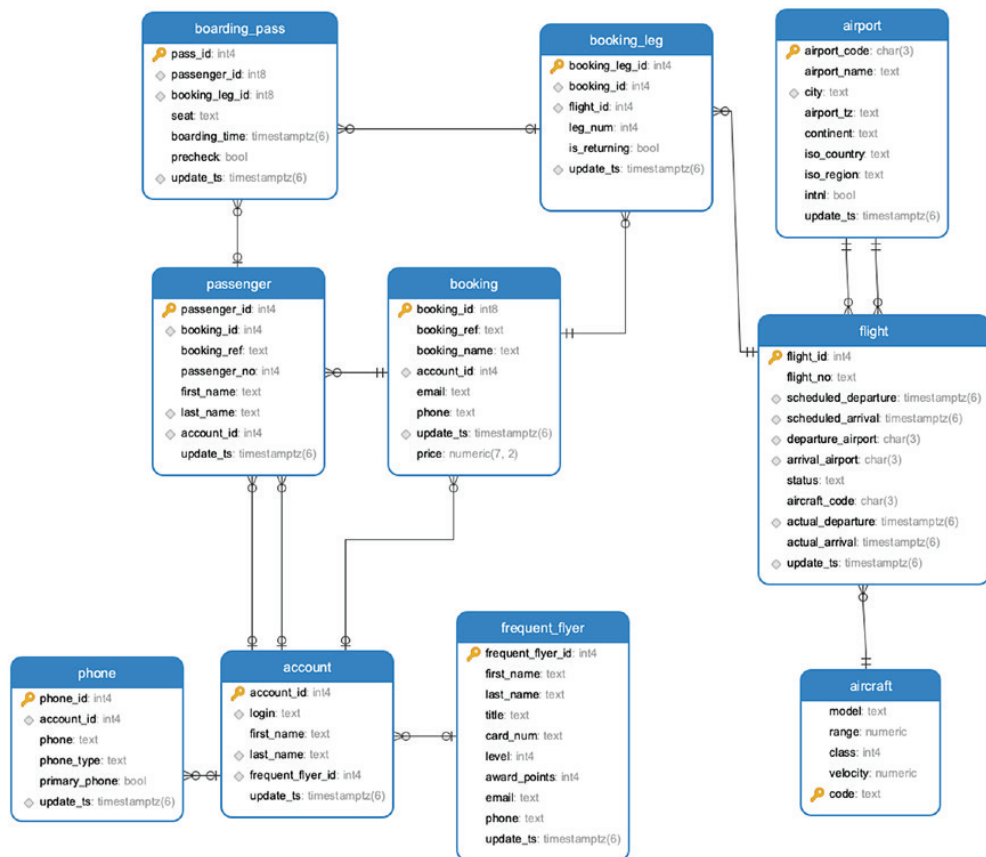 boarding_pass
pass_id: int4
passenger_id: int8
booking_leg_id: int8
seat: text
boarding_time: timestamptz(6)
precheck: bool
update_ts: timestamptz(6)
booking_leg
booking_leg_id: int4
booking_id: int4
flight_id: int4
leg_num: int4
is_returning: bool
update_ts: timestamptz(6)
airport
airport_code: char(3)
airport_name: text
city: text
airport_tz: text
continent: text
iso_country: text
iso_region: text
intnl: bool
update_ts: timestamptz(6)
passenger
passenger_id: int4
booking_id: int4
booking_ref: text
passenger_no: int4
first_name: text
last_name: text
account_id: int4
update_ts: timestamptz(6)
booking
booking_id: int8
booking_ref: text
booking_name: text
account_id: int4
email: text
phone: text
update_ts: timestamptz(6)
price: numeric(7, 2)
flight
flight_id: int4
flight_no: text
scheduled_departure: timestamptz(6)
scheduled_arrival: timestamptz(6)
departure_airport: char(3)
arrival_airport: char(3)
status: text
aircraft_code: char(3)
actual_departure: timestamptz(6)
actual_arrival: timestamptz(6)
update_ts: timestamptz(6)
phone
phone_id: int4
account_id: int4
phone: text
phone_type: text
primary_phone: bool
update_ts: timestamptz(6)
account
account_id: int4
login: text
first_name: text
last_name: text
frequent_flyer_id: int4
update_ts: timestamptz(6)
frequent_flyer
frequent_flyer_id: int4
first_name: text
last_name: text
title: text
card_num: text
level: int4
award_points: int4
email: text
phone: text
update_ts: timestamptz(6)
aircraft
model: text
range: numeric
class: int4
velocity: numeric
code: text